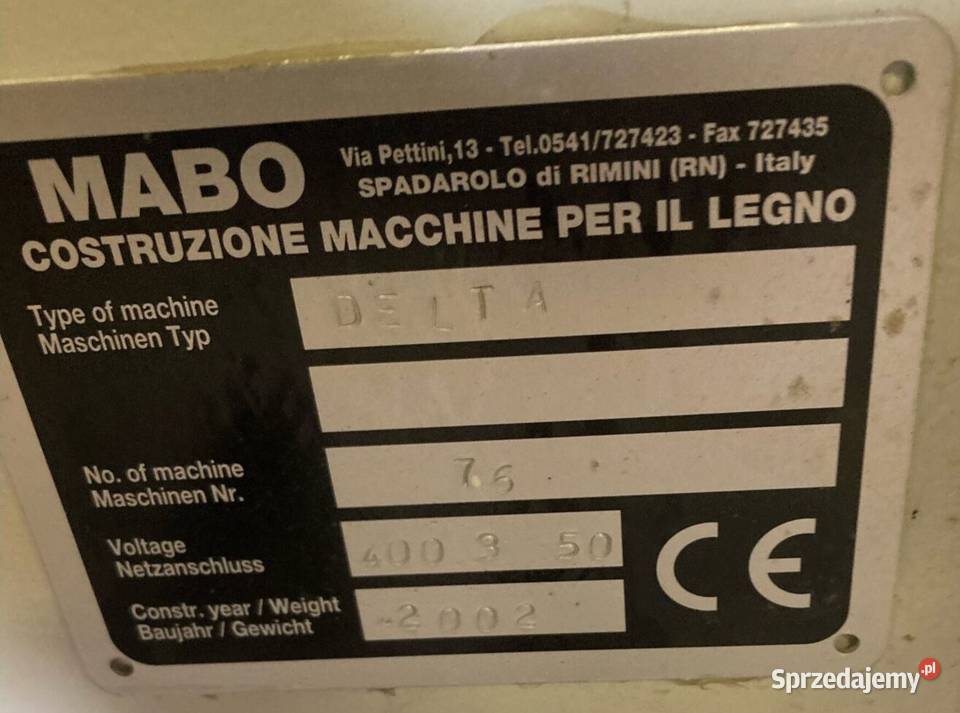 MABO
Via Pettini,13 - Tel.0541/727423 - Fax 727435
SPADAROLO di RIMINI (RN) - Italy
COSTRUZIONE MACCHINE PER IL LEGNO
Type of machine
Maschinen Typ
DELTA
No. of machine
Maschinen Nr.
76
Voltage
Netzanschluss
400 3 50
CE
Constr. year / Weight
Baujahr / Gewicht
2002
Sprzedajemy.pl